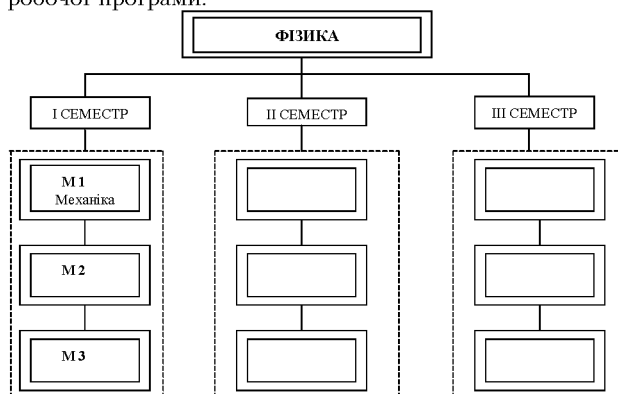 робочої програми.
ФІЗИКА
І СЕМЕСТР
ІІ СЕМЕСТР
ІІІ СЕМЕСТР
М 1
Механіка
М 2
М 3